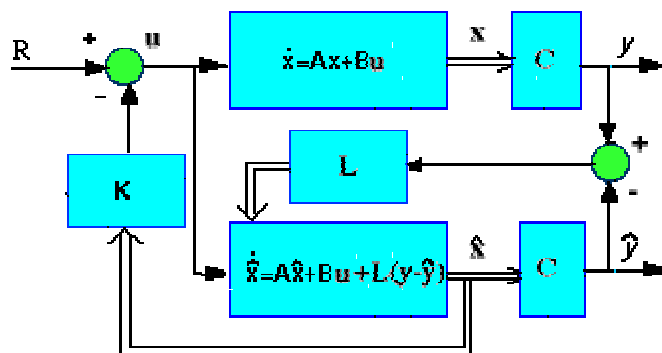 R
+
-
u
ẋ=Ax+Bu
x
C
y
K
L
+
-
x̂̇=Ax̂+Bu+L(y-ŷ)
x̂
C
ŷ